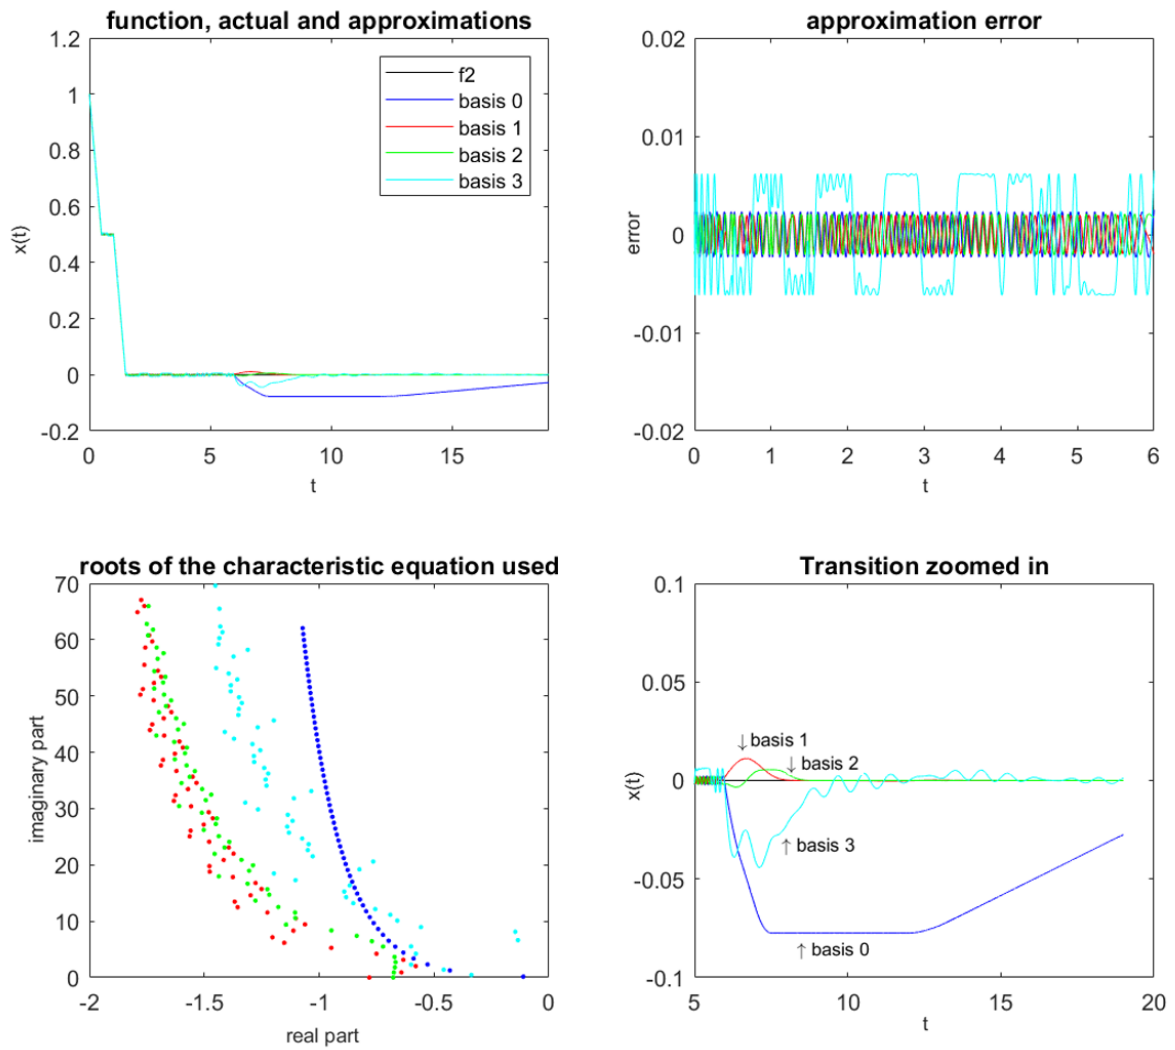 function, actual and approximations
1.2
1
0.8
0.6
0.4
0.2
0
-0.2
x(t)
f2
basis 0
basis 1
basis 2
basis 3
0
5
10
15
t
approximation error
0.02
0.01
0
-0.01
-0.02
error
0
1
2
3
4
5
6
t
roots of the characteristic equation used
70
60
50
40
30
20
10
0
imaginary part
-2
-1.5
-1
-0.5
0
real part
Transition zoomed in
0.1
0.05
0
-0.05
-0.1
x(t)
↓ basis 1
↓ basis 2
↑ basis 3
↑ basis 0
5
10
15
20
t